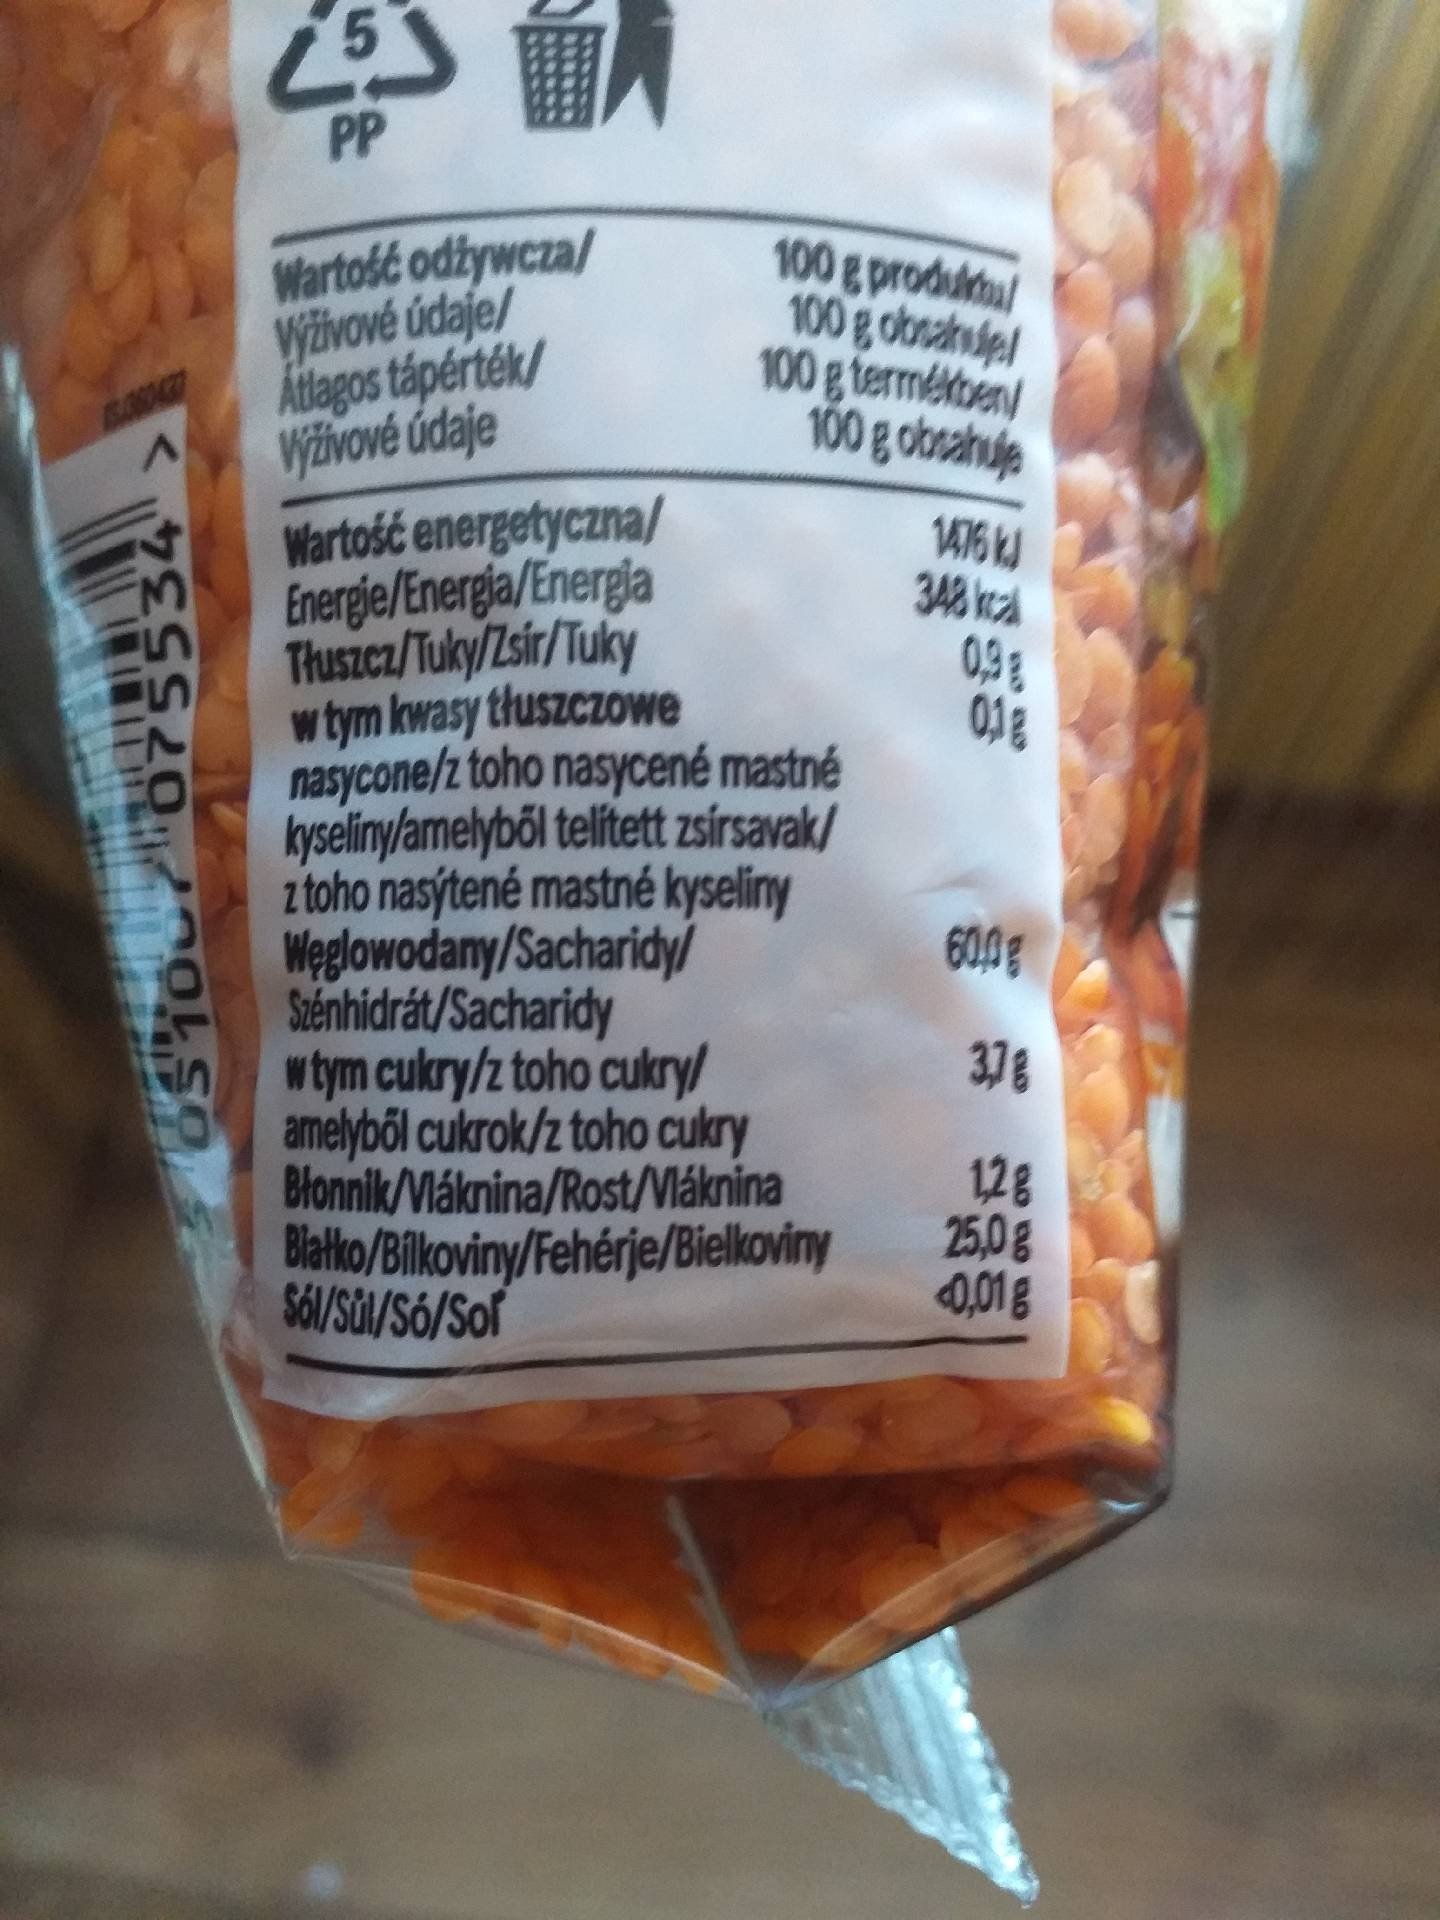 5
PP
Wartość odżywcza/
Výživové údaje/
Átlagos tápérték/
Výživové údaje
100 g produktu/
100 g obsahuje/
100 g termékben/
100 g obsahuje
Wartość energetyczna/ 1476 kJ
Energie/Energia/Energia 348 kcal
Tłuszcz/Tuky/Zsír/Tuky 0,9 g
w tym kwasy tłuszczowe 0,1 g
nasycone/z toho nasycené mastné
kyseliny/amelyből telített zsírsavak/
z toho nasýtené mastné kyseliny
Węglowodany/Sacharidy/ 60,0 g
Szénhidrát/Sacharidy
w tym cukry/z toho cukry/ 3,7 g
amelyből cukrok/z toho cukry
Błonnik/Vláknina/Rost/Vláknina 1,2 g
Białko/Bílkoviny/Fehérje/Bielkoviny 25,0 g
Sól/Sůl/Só/Soľ <0,01 g
051007 075534 >